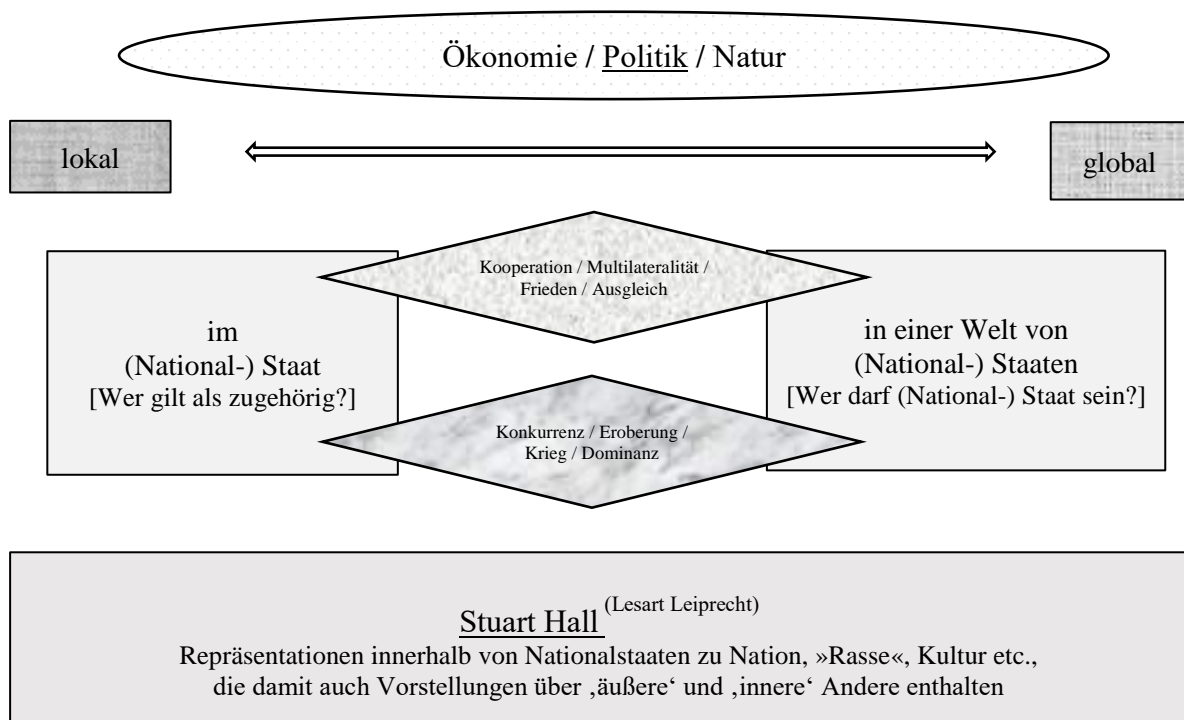 Ökonomie / Politik / Natur
lokal
global
Kooperation / Multilateralität /
Frieden / Ausgleich
im
(National-) Staat
[Wer gilt als zugehörig?]
in einer Welt von
(National-) Staaten
[Wer darf (National-) Staat sein?]
Konkurrenz / Eroberung /
Krieg / Dominanz
Stuart Hall (Lesart Leiprecht)
Repräsentationen innerhalb von Nationalstaaten zu Nation, »Rasse«, Kultur etc.,
die damit auch Vorstellungen über ‚äußere‘ und ‚innere‘ Andere enthalten